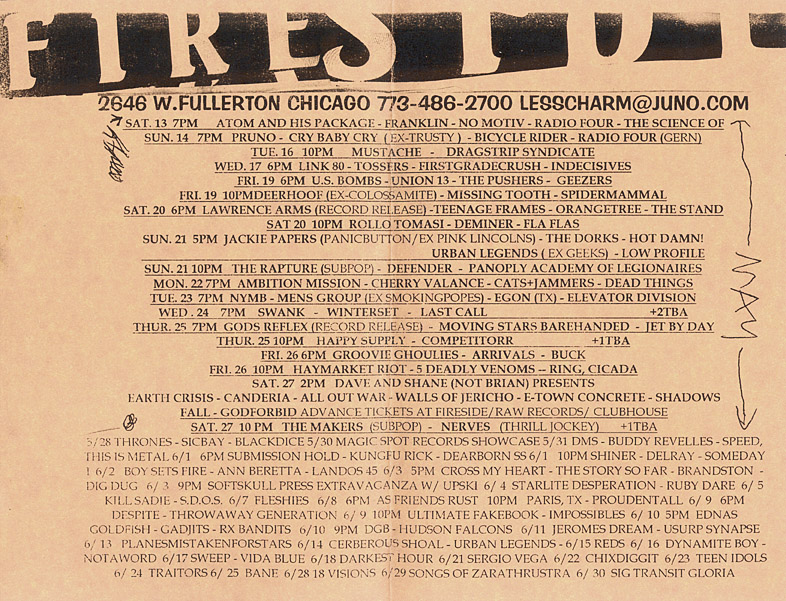 FIRESIDE
2646 W.FULLERTON CHICAGO 773-486-2700 LESSCHARM@JUNO.COM
SAT. 13 7PM ATOM AND HIS PACKAGE - FRANKLIN - NO MOTIV - RADIO FOUR - THE SCIENCE OF
SUN. 14 7PM PRUNO - CRY BABY CRY ( EX-TRUSTY ) - BICYCLE RIDER - RADIO FOUR (GERN)
TUE. 16 10PM MUSTACHE - DRAGSTRIP SYNDICATE
WED. 17 6PM LINK 80 - TOSSERS - FIRSTGRADECRUSH - INDECISIVES
FRI. 19 6PM U.S. BOMBS - UNION 13 - THE PUSHERS - GEEZERS
FRI. 19 10PMDEERHOOF (EX-COLOSSAMITE) - MISSING TOOTH - SPIDERMAMMAL
SAT. 20 6PM LAWRENCE ARMS (RECORD RELEASE) -TEENAGE FRAMES - ORANGETREE - THE STAND
SAT 20 10PM ROLLO TOMASI - DEMINER - FLA FLAS
SUN. 21 5PM JACKIE PAPERS (PANICBUTTON/EX PINK LINCOLNS) - THE DORKS - HOT DAMN!
URBAN LEGENDS ( EX GEEKS) - LOW PROFILE
SUN. 21 10PM THE RAPTURE (SUBPOP) - DEFENDER - PANOPLY ACADEMY OF LEGIONAIRES
MON. 22 7PM AMBITION MISSION - CHERRY VALANCE - CATS+JAMMERS - DEAD THINGS
TUE. 23 7PM NYMB - MENS GROUP (EX SMOKINGPOPES) - EGON (TX) - ELEVATOR DIVISION
WED . 24 7PM SWANK - WINTERSET - LAST CALL +2TBA
THUR. 25 7PM GODS REFLEX (RECORD RELEASE) - MOVING STARS BAREHANDED - JET BY DAY
THUR. 25 10PM HAPPY SUPPLY - COMPETITORR +1TBA
FRI. 26 6PM GROOVIE GHOULIES - ARRIVALS - BUCK
FRI. 26 10PM HAYMARKET RIOT - 5 DEADLY VENOMS -- RING, CICADA
SAT. 27 2PM DAVE AND SHANE (NOT BRIAN) PRESENTS
EARTH CRISIS - CANDERIA - ALL OUT WAR - WALLS OF JERICHO - E-TOWN CONCRETE - SHADOWS
FALL - GODFORBID ADVANCE TICKETS AT FIRESIDE/RAW RECORDS/ CLUBHOUSE
SAT. 27 10 PM THE MAKERS (SUBPOP) - NERVES (THRILL JOCKEY) +1TBA
MAY
5/28 THRONES - SICBAY - BLACKDICE 5/30 MAGIC SPOT RECORDS SHOWCASE 5/31 DMS - BUDDY REVELLES - SPEED,
THIS IS METAL 6/1 6PM SUBMISSION HOLD - KUNGFU RICK - DEARBORN SS 6/1 10PM SHINER - DELRAY - SOMEDAY
I 6/2 BOY SETS FIRE - ANN BERETTA - LANDOS 45 6/3 5PM CROSS MY HEART - THE STORY SO FAR - BRANDSTON -
DIG DUG 6/3 9PM SOFTSKULL PRESS EXTRAVAGANZA W/ UPSKI 6/ 4 STARLITE DESPERATION - RUBY DARE 6/ 5
KILL SADIE - S.D.O.S. 6/7 FLESHIES 6/8 6PM AS FRIENDS RUST 10PM PARIS, TX - PROUDENTALL 6/ 9 6PM
DESPITE - THROWAWAY GENERATION 6/ 9 10PM ULTIMATE FAKEBOOK - IMPOSSIBLES 6/ 10 5PM EDNAS
GOLDFISH - GADJITS - RX BANDITS 6/10 9PM DGB - HUDSON FALCONS 6/11 JEROMES DREAM - USURP SYNAPSE
6/ 13 PLANESMISTAKENFORSTARS 6/14 CERBEROUS SHOAL - URBAN LEGENDS - 6/15 REDS 6/ 16 DYNAMITE BOY -
NOTAWORD 6/17 SWEEP - VIDA BLUE 6/18 DARKEST HOUR 6/21 SERGIO VEGA 6/22 CHIXDIGGIT 6/23 TEEN IDOLS
6/ 24 TRAITORS 6/ 25 BANE 6/28 18 VISIONS 6/29 SONGS OF ZARATHRUSTRA 6/ 30 SIG TRANSIT GLORIA